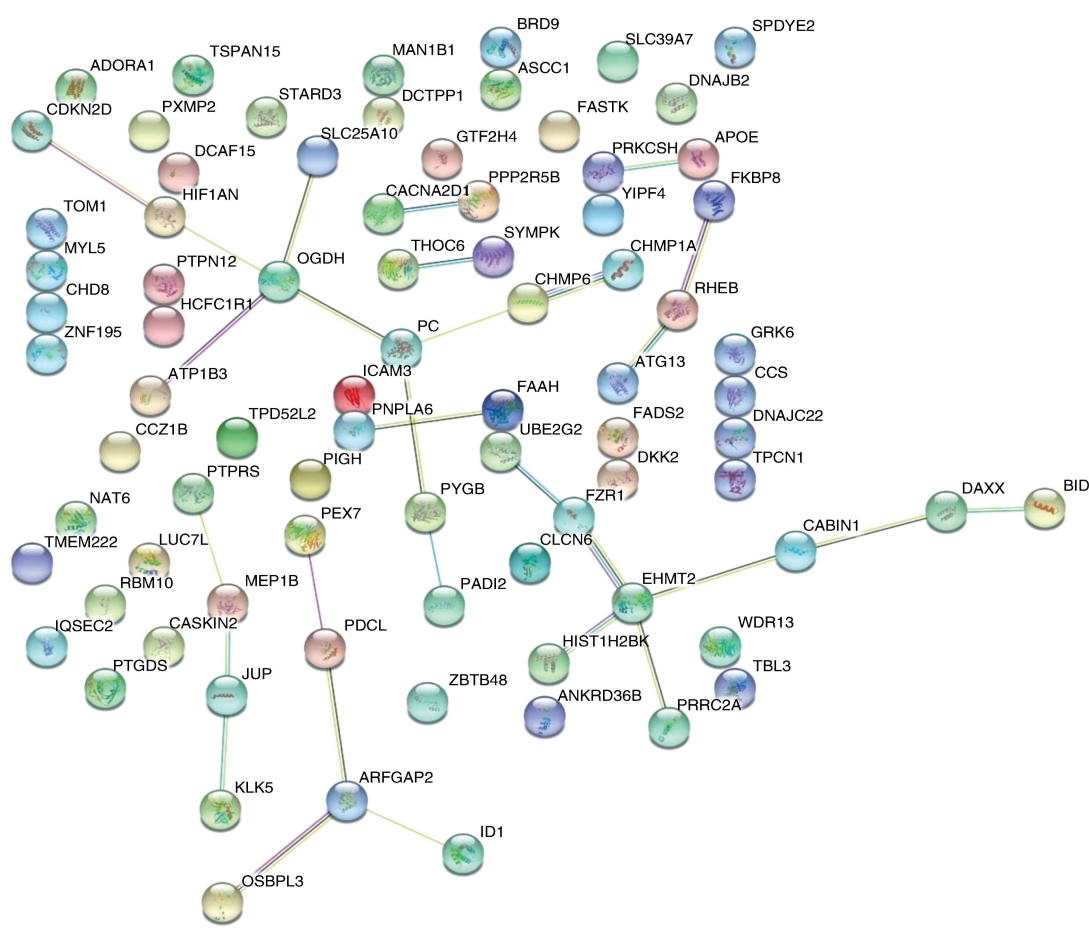 BRD9
SPDYE2
SLC39A7
MAN1B1
TSPAN15
ADORA1
ASCC1
DNAJB2
STARD3
DCTPP1
PXMP2
CDKN2D
FASTK
SLC25A10
GTF2H4
APOE
PRKCSH
DCAF15
FKBP8
PPP2R5B
CACNA2D1
YIPF4
HIF1AN
TOM1
SYMPK
THOC6
CHMP1A
MYL5
OGDH
PTPN12
CHMP6
RHEB
CHD8
HCFC1R1
PC
ZNF195
GRK6
ATG13
CCS
ATP1B3
ICAM3
FAAH
PNPLA6
FADS2
DNAJC22
TPD52L2
CCZ1B
UBE2G2
DKK2
TPCN1
PIGH
PTPRS
PYGB
DAXX
BID
NAT6
PEX7
FZR1
CABIN1
TMEM222
LUC7L
CLCN6
RBM10
MEP1B
PADI2
EHMT2
IQSEC2
CASKIN2
PDCL
HIST1H2BK
WDR13
PTGDS
JUP
ZBTB48
TBL3
ANKRD36B
PRRC2A
ARFGAP2
KLK5
ID1
OSBPL3